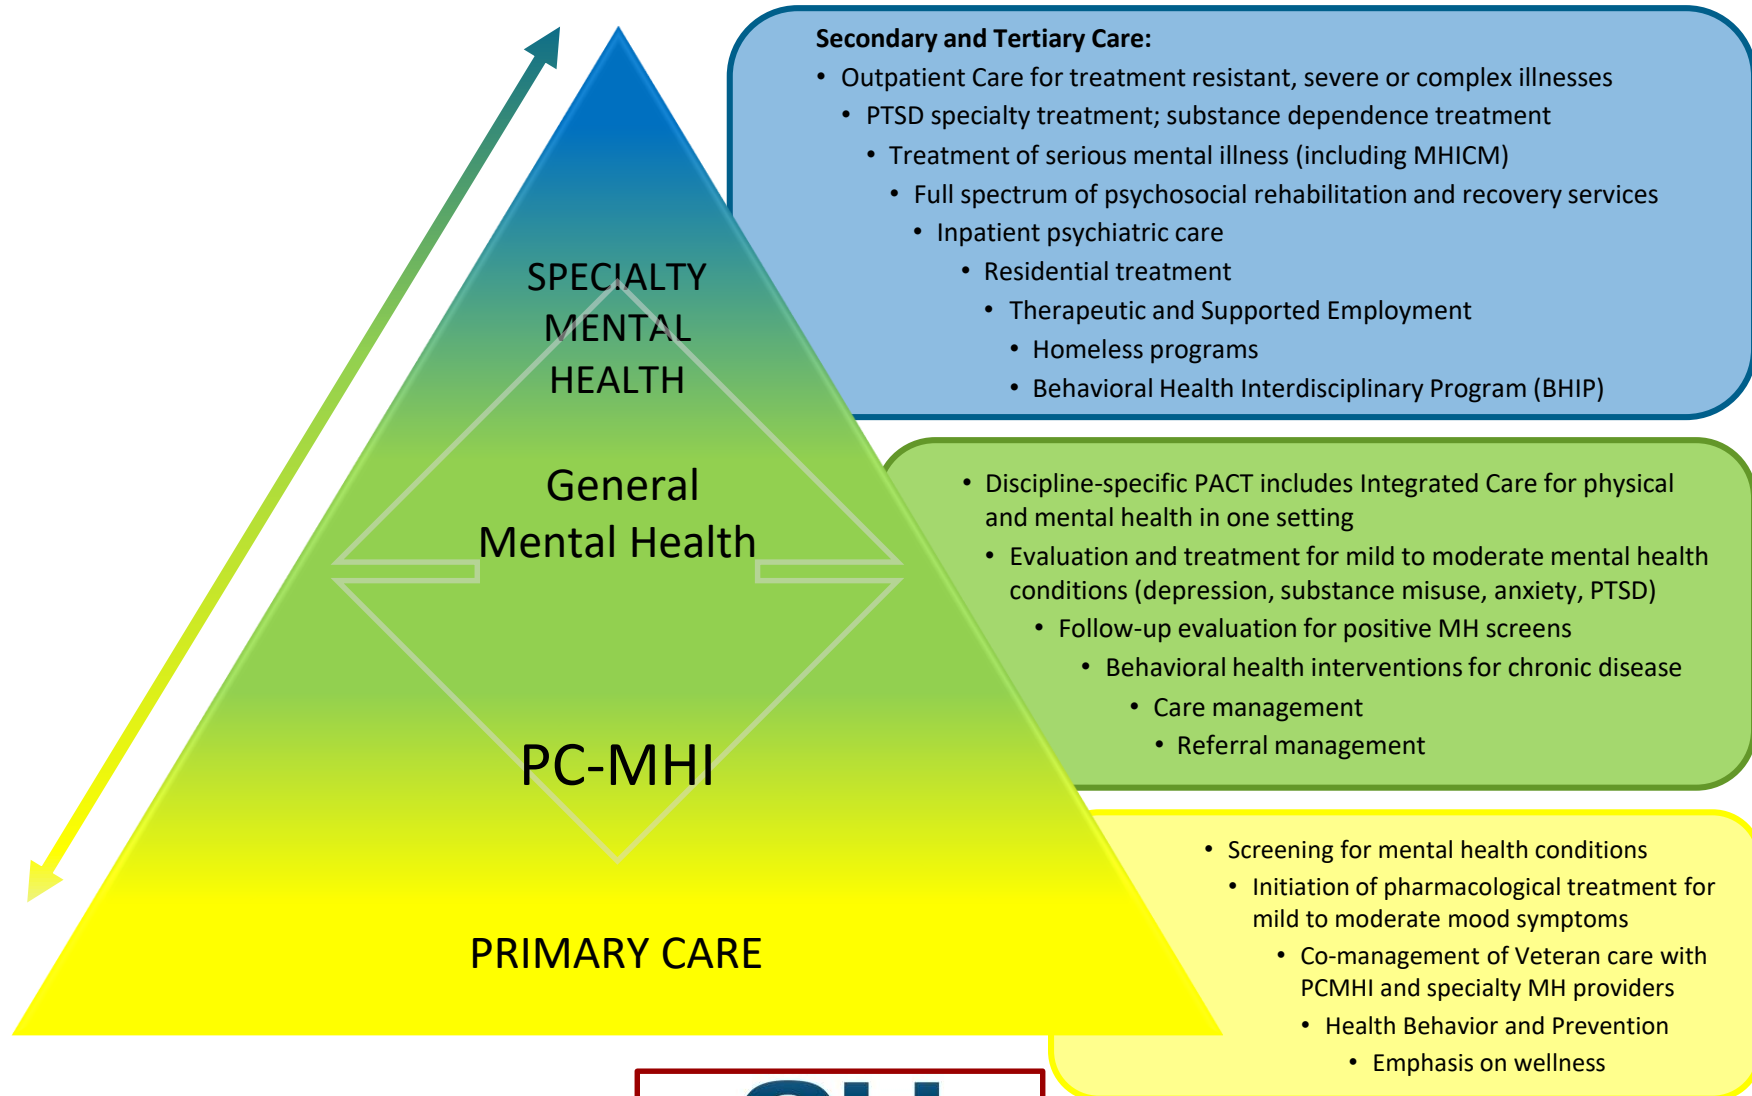 SPECIALTY
MENTAL
HEALTH
General
Mental Health
PC-MHI
PRIMARY CARE
Secondary and Tertiary Care:
• Outpatient Care for treatment resistant, severe or complex illnesses
• PTSD specialty treatment; substance dependence treatment
• Treatment of serious mental illness (including MHICM)
• Full spectrum of psychosocial rehabilitation and recovery services
• Inpatient psychiatric care
• Residential treatment
• Therapeutic and Supported Employment
• Homeless programs
• Behavioral Health Interdisciplinary Program (BHIP)
• Discipline-specific PACT includes Integrated Care for physical
and mental health in one setting
• Evaluation and treatment for mild to moderate mental health
conditions (depression, substance misuse, anxiety, PTSD)
• Follow-up evaluation for positive MH screens
• Behavioral health interventions for chronic disease
• Care management
• Referral management
• Screening for mental health conditions
• Initiation of pharmacological treatment for
mild to moderate mood symptoms
• Co-management of Veteran care with
PCMHI and specialty MH providers
• Health Behavior and Prevention
• Emphasis on wellness